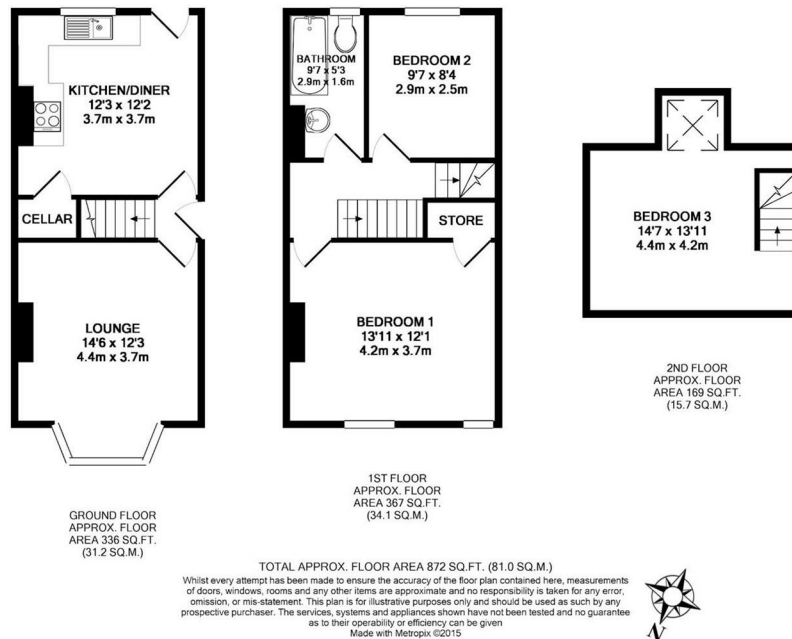 KITCHEN/DINER
12'3 x 12'2
3.7m x 3.7m
CELLAR
LOUNGE
14'6 x 12'3
4.4m x 3.7m
GROUND FLOOR
APPROX. FLOOR
AREA 336 SQ.FT.
(31.2 SQ.M.)
BATHROOM
9'7 x 5'3
2.9m x 1.6m
BEDROOM 2
9'7 x 8'4
2.9m x 2.5m
STORE
BEDROOM 1
13'11 x 12'1
4.2m x 3.7m
1ST FLOOR
APPROX. FLOOR
AREA 367 SQ.FT.
(34.1 SQ.M.)
BEDROOM 3
14'7 x 13'11
4.4m x 4.2m
2ND FLOOR
APPROX. FLOOR
AREA 169 SQ.FT.
(15.7 SQ.M.)
TOTAL APPROX. FLOOR AREA 872 SQ.FT. (81.0 SQ.M.)
Whilst every attempt has been made to ensure the accuracy of the floor plan contained here, measurements
of doors, windows, rooms and any other items are approximate and no responsibility is taken for any error,
omission, or mis-statement. This plan is for illustrative purposes only and should be used as such by any
prospective purchaser. The services, systems and appliances shown have not been tested and no guarantee
as to their operability or efficiency can be given
Made with Metropix ©2015
N